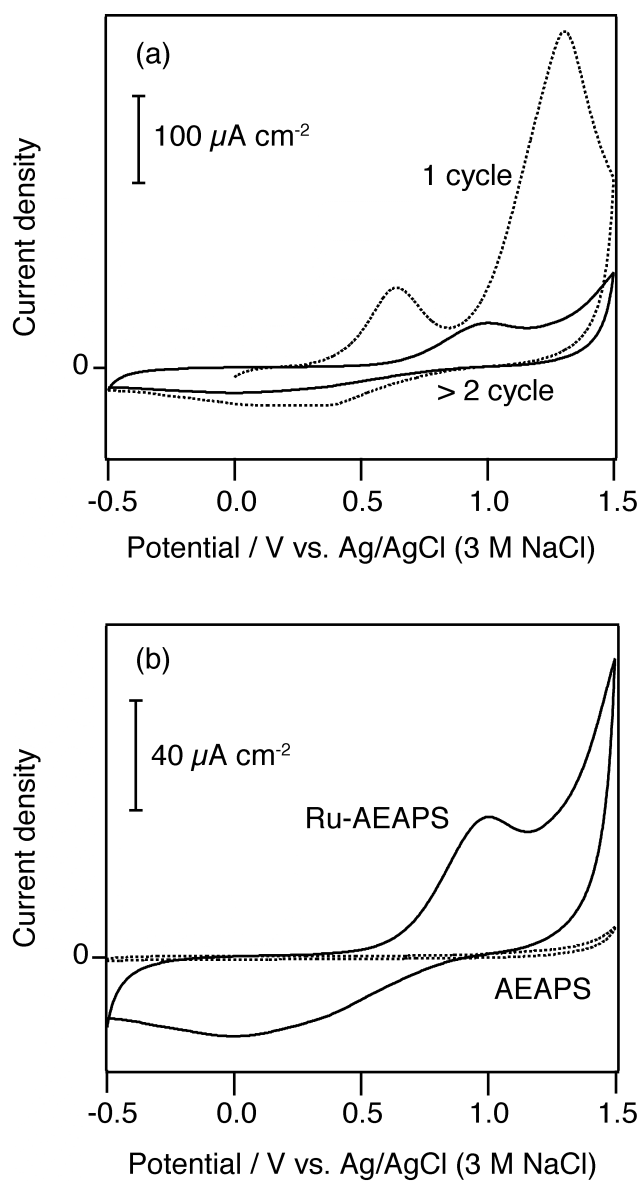 (a)
100 µA cm-2
1 cycle
Current density
0
> 2 cycle
-0.5 0.0 0.5 1.0 1.5
Potential / V vs. Ag/AgCl (3 M NaCl)
(b)
40 µA cm-2
Ru-AEAPS
Current density
0
AEAPS
-0.5 0.0 0.5 1.0 1.5
Potential / V vs. Ag/AgCl (3 M NaCl)